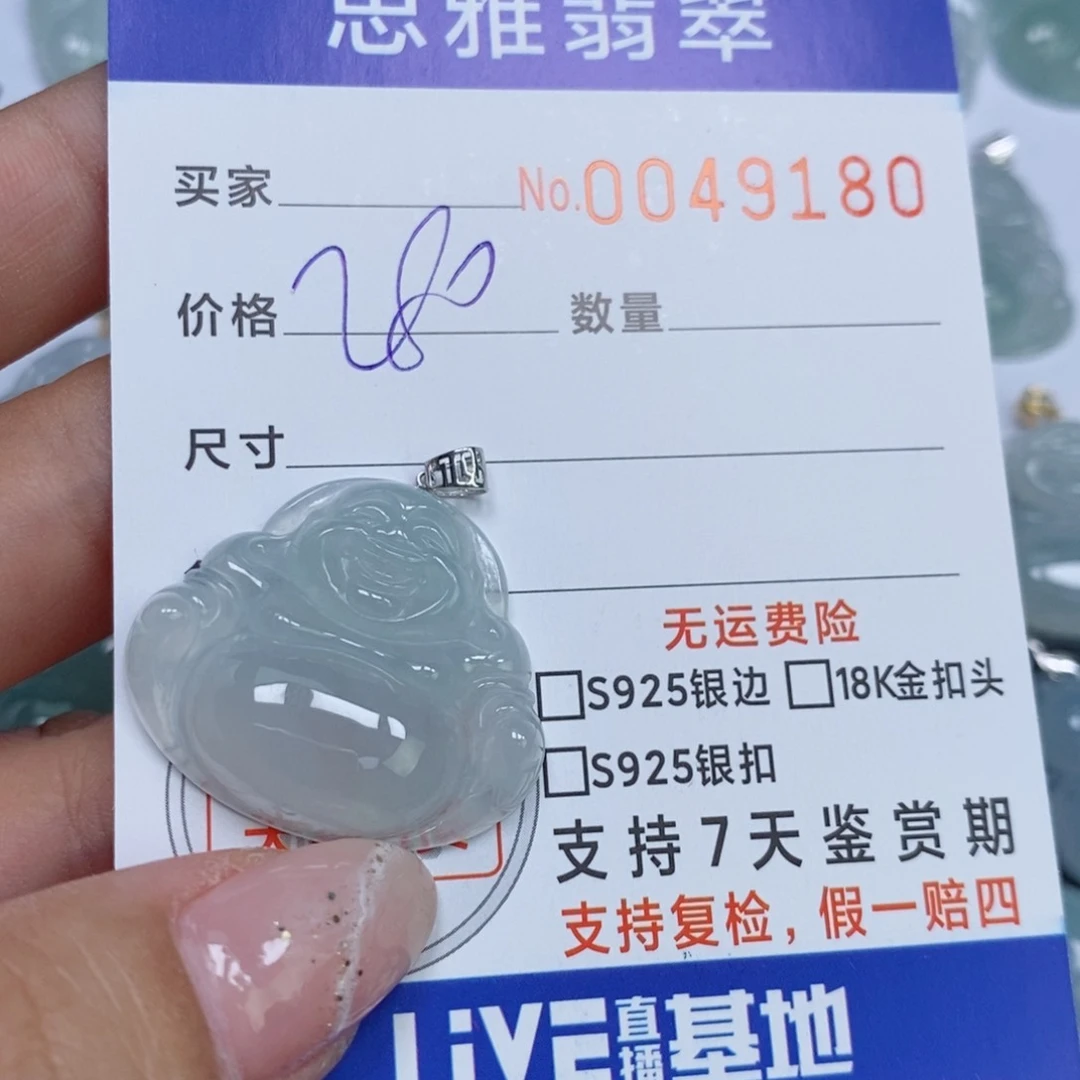 思雅翡翠
买家 No.0049180
价格 280 数量
尺寸
无运费险
□S925银边 □18K金扣头
□S925银扣
支持7天鉴赏期
支持复检，假一赔四
LiVE直播基地